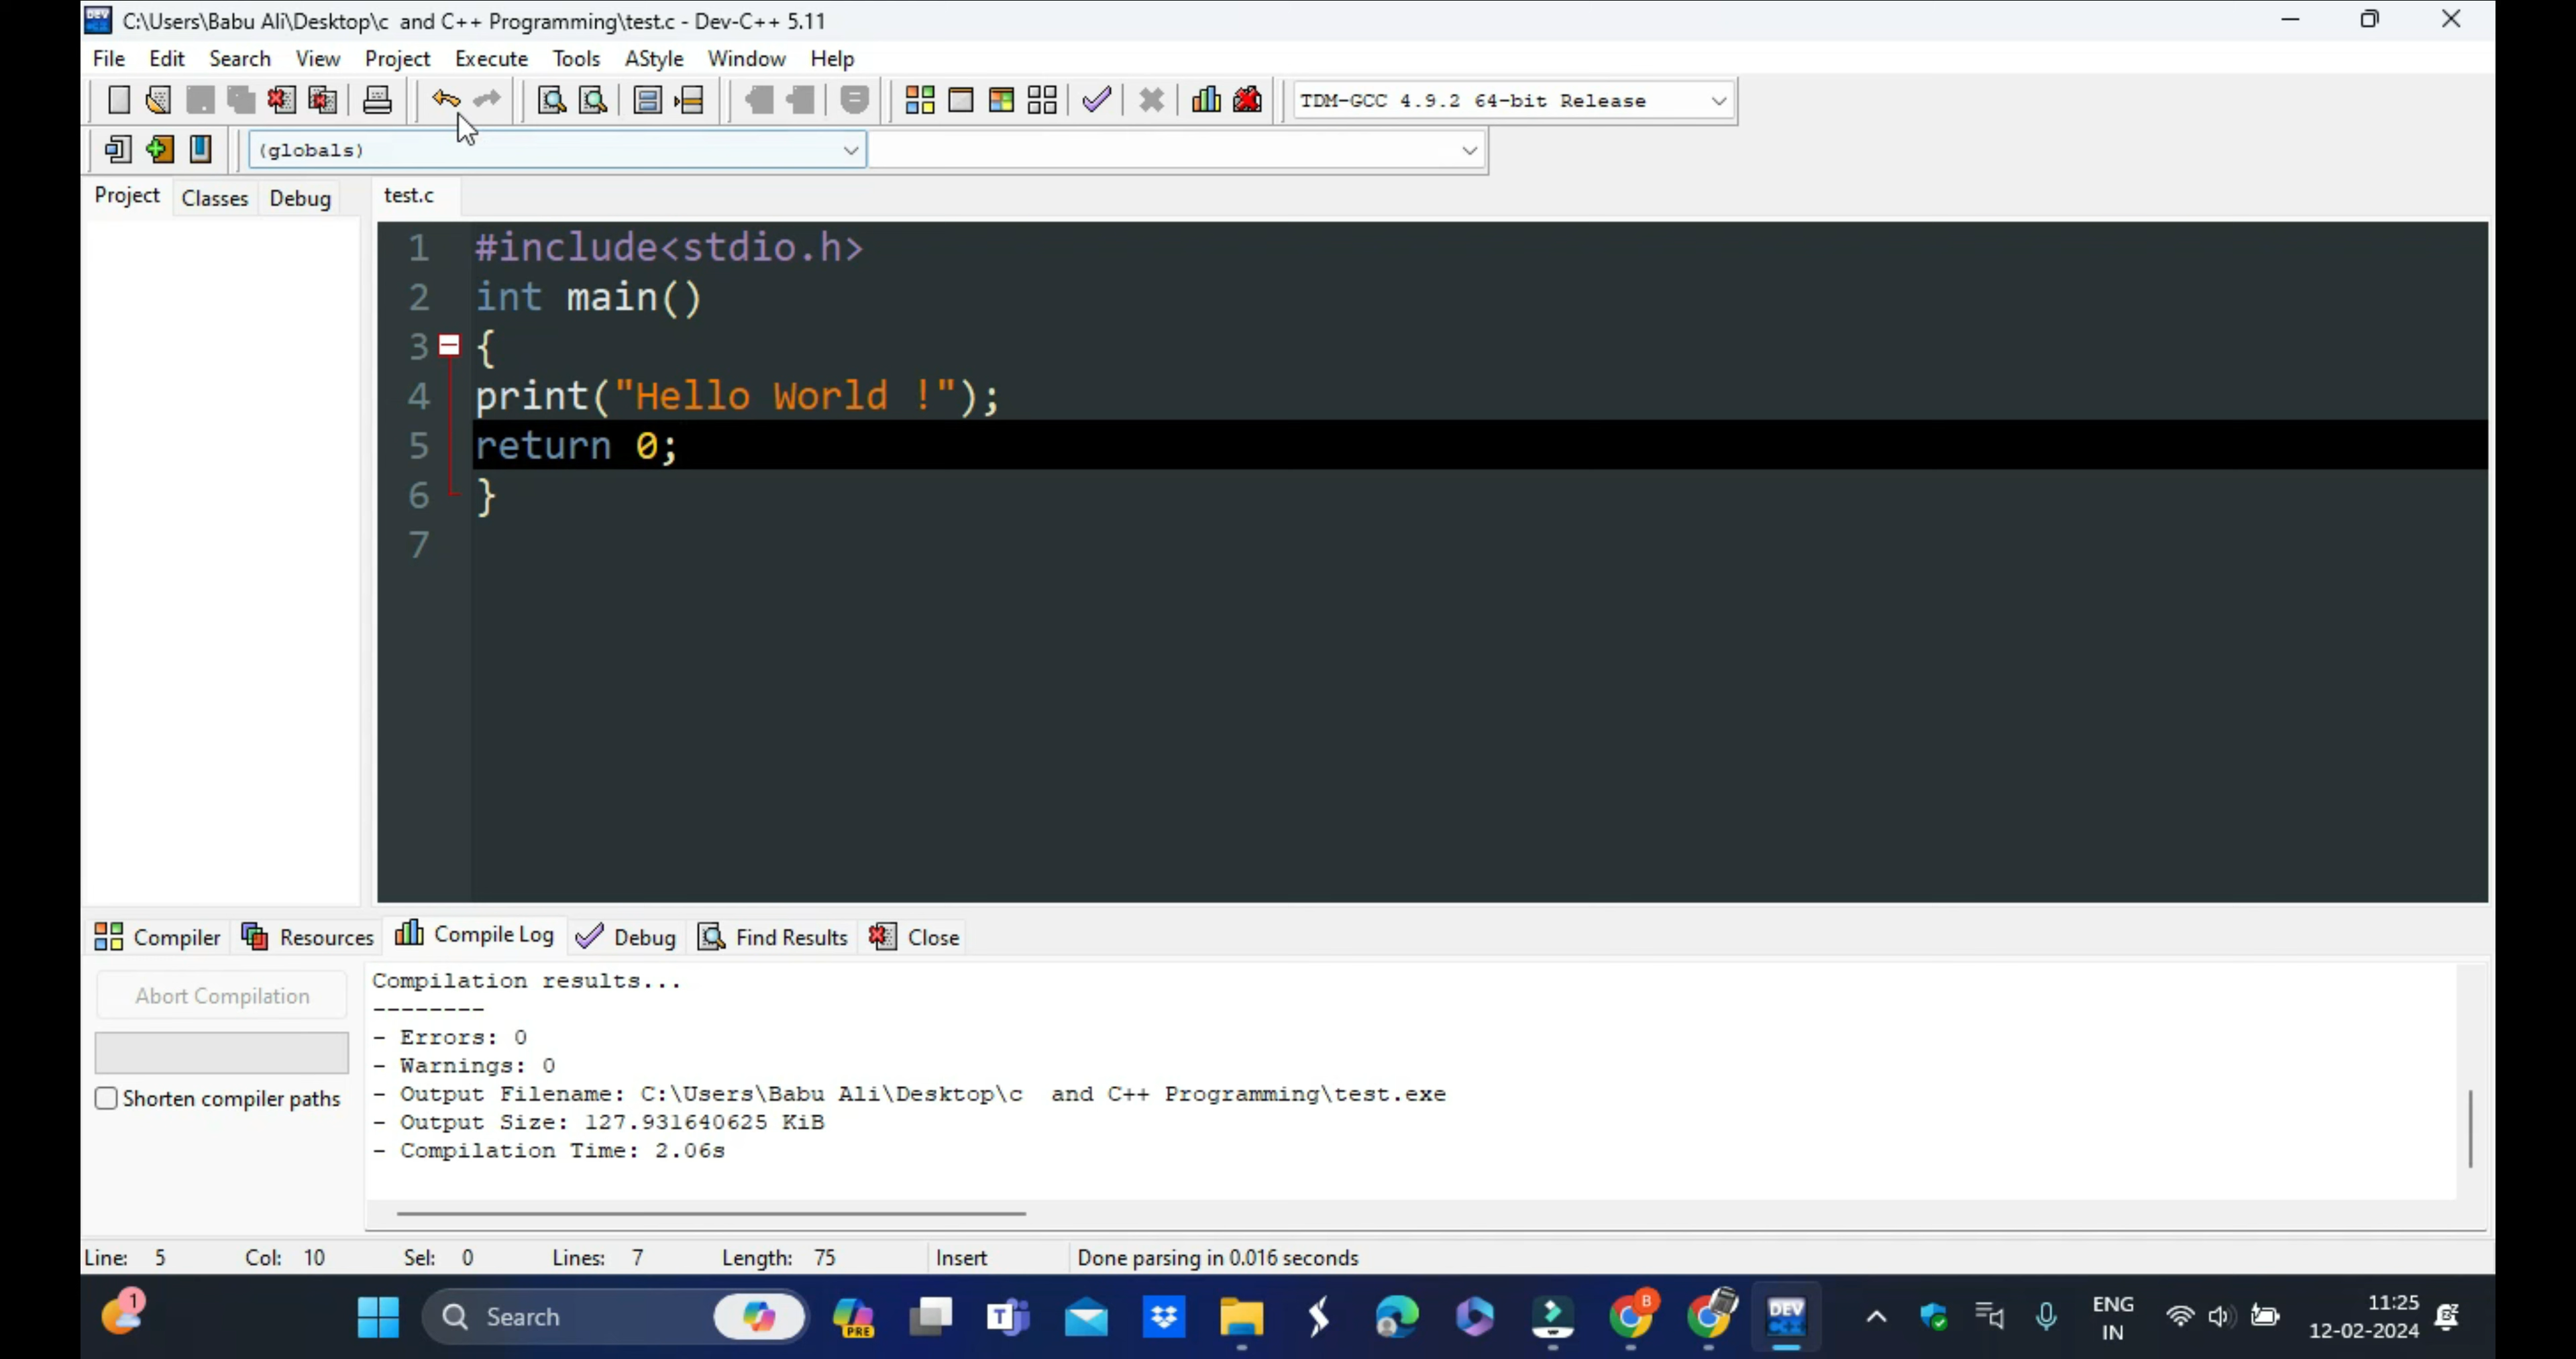 C:\Users\Babu Ali\Desktop\c  and C++ Programming\test.c - Dev-C++ 5.11
File Edit Search View Project Execute Tools AStyle Window Help
TDM-GCC 4.9.2 64-bit Release
(globals)
Project Classes Debug test.c
1 #include<stdio.h>
2 int main()
3 {
4 print("Hello World !");
5 return 0;
6 }
7
Compiler Resources Compile Log Debug Find Results Close
Abort Compilation
Shorten compiler paths
Compilation results...
--------
- Errors: 0
- Warnings: 0
- Output Filename: C:\Users\Babu Ali\Desktop\c  and C++ Programming\test.exe
- Output Size: 127.931640625 KiB
- Compilation Time: 2.06s
Line: 5 Col: 10 Sel: 0 Lines: 7 Length: 75 Insert Done parsing in 0.016 seconds
1 Search PRE T B DEV ENG 11:25
IN 12-02-2024